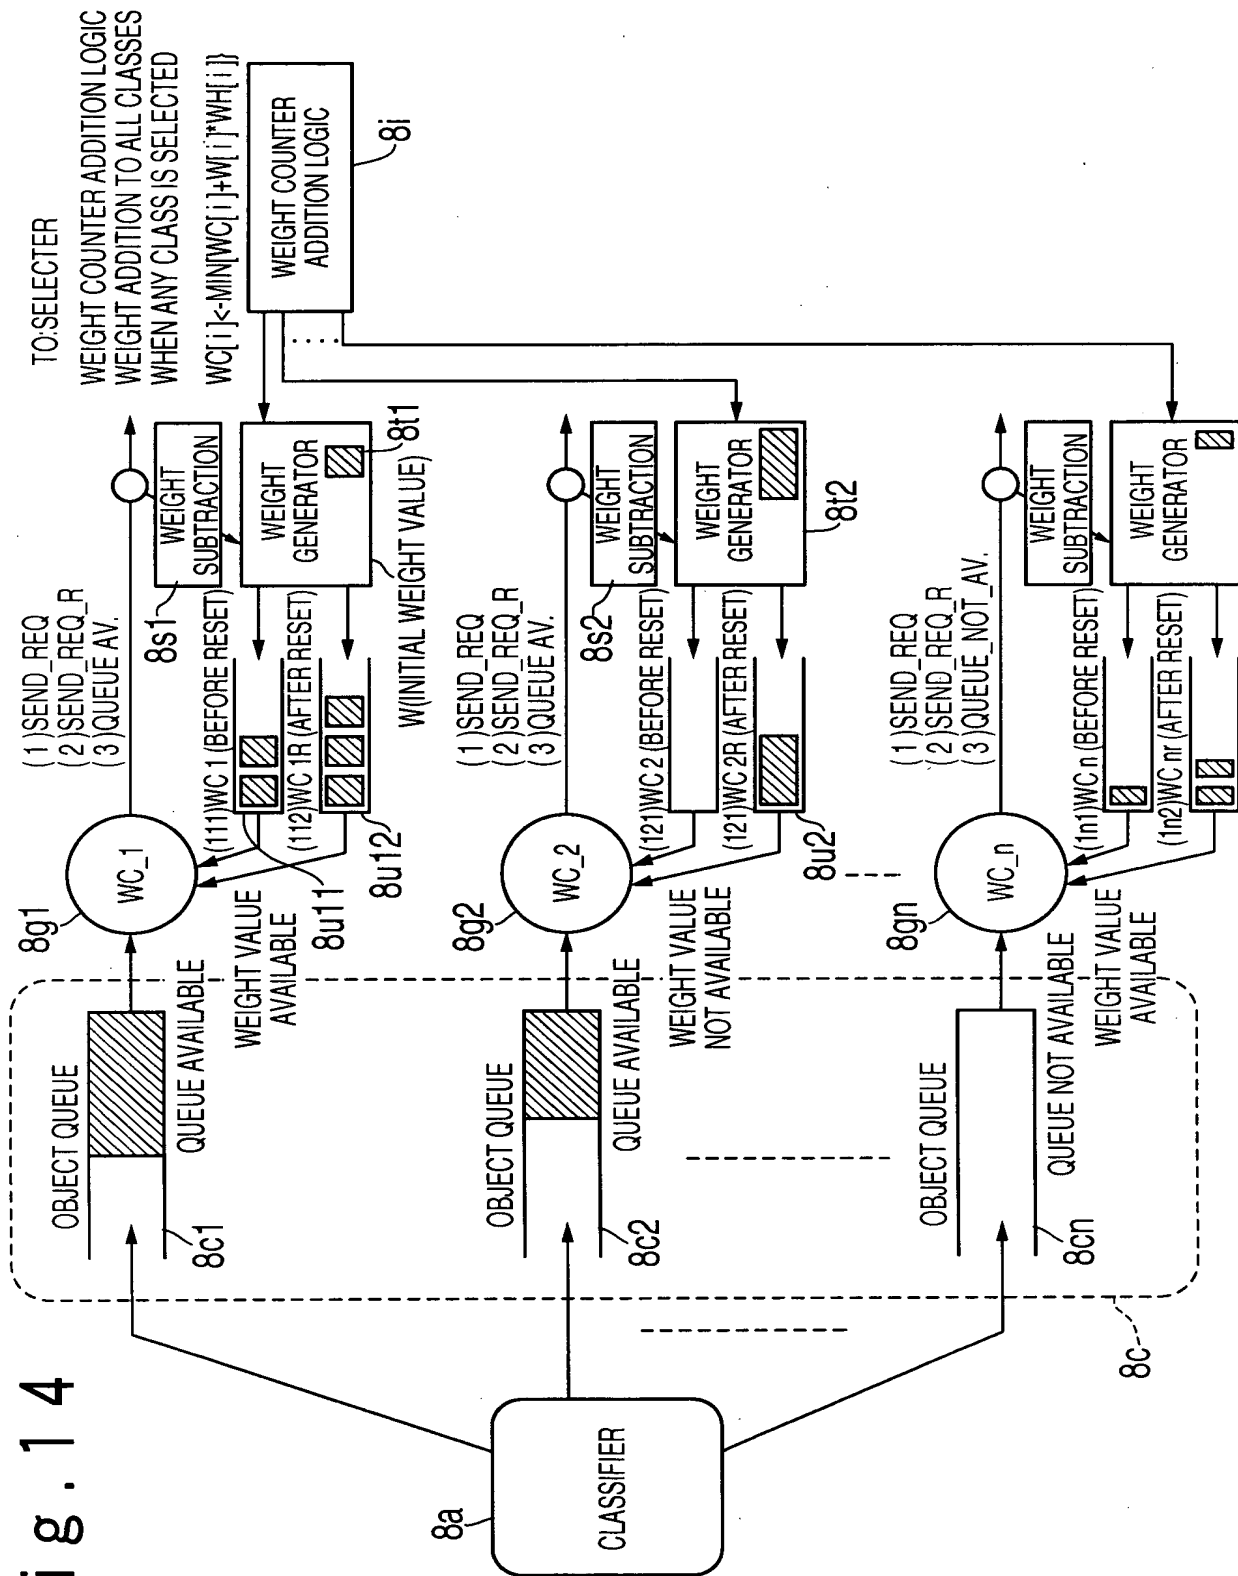 ig.14
TO:SELECTER
WEIGHT COUNTER ADDITION LOGIC
WEIGHT ADDITION TO ALL CLASSES
WHEN ANY CLASS IS SELECTED
WC[i]<-MIN[WC[i]+W[i]*WH[i]}
WEIGHT COUNTER
ADDITION LOGIC
8i
8a
CLASSIFIER
8c
OBJECT QUEUE
8c1
QUEUE AVAILABLE
8g1
WC_1
WEIGHT VALUE
AVAILABLE
(1)SEND_REQ
(2)SEND_REQ_R
(3)QUEUE AV.
8s1
WEIGHT
SUBTRACTION
(111)WC 1 (BEFORE RESET)
(112)WC 1R (AFTER RESET)
8u11
8u12
WEIGHT
GENERATOR
8t1
W(INITIAL WEIGHT VALUE)
OBJECT QUEUE
8c2
QUEUE AVAILABLE
8g2
WC_2
WEIGHT VALUE
NOT AVAILABLE
(1)SEND_REQ
(2)SEND_REQ_R
(3)QUEUE AV.
8s2
WEIGHT
SUBTRACTION
(121)WC 2 (BEFORE RESET)
(121)WC 2R (AFTER RESET)
8u2
WEIGHT
GENERATOR
8t2
OBJECT QUEUE
8cn
QUEUE NOT AVAILABLE
8gn
WC_n
WEIGHT VALUE
AVAILABLE
(1)SEND_REQ
(2)SEND_REQ_R
(3)QUEUE_NOT_AV.
WEIGHT
SUBTRACTION
(1n1)WC n (BEFORE RESET)
(1n2)WC nr (AFTER RESET)
WEIGHT
GENERATOR